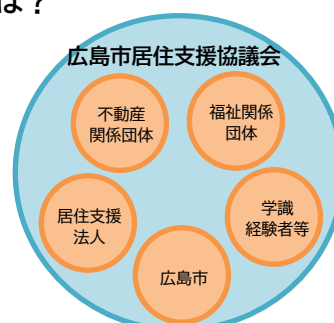 は?
広島市居住支援協議会
不動産
関係団体
福祉関係
団体
居住支援
法人
学識
経験者等
広島市